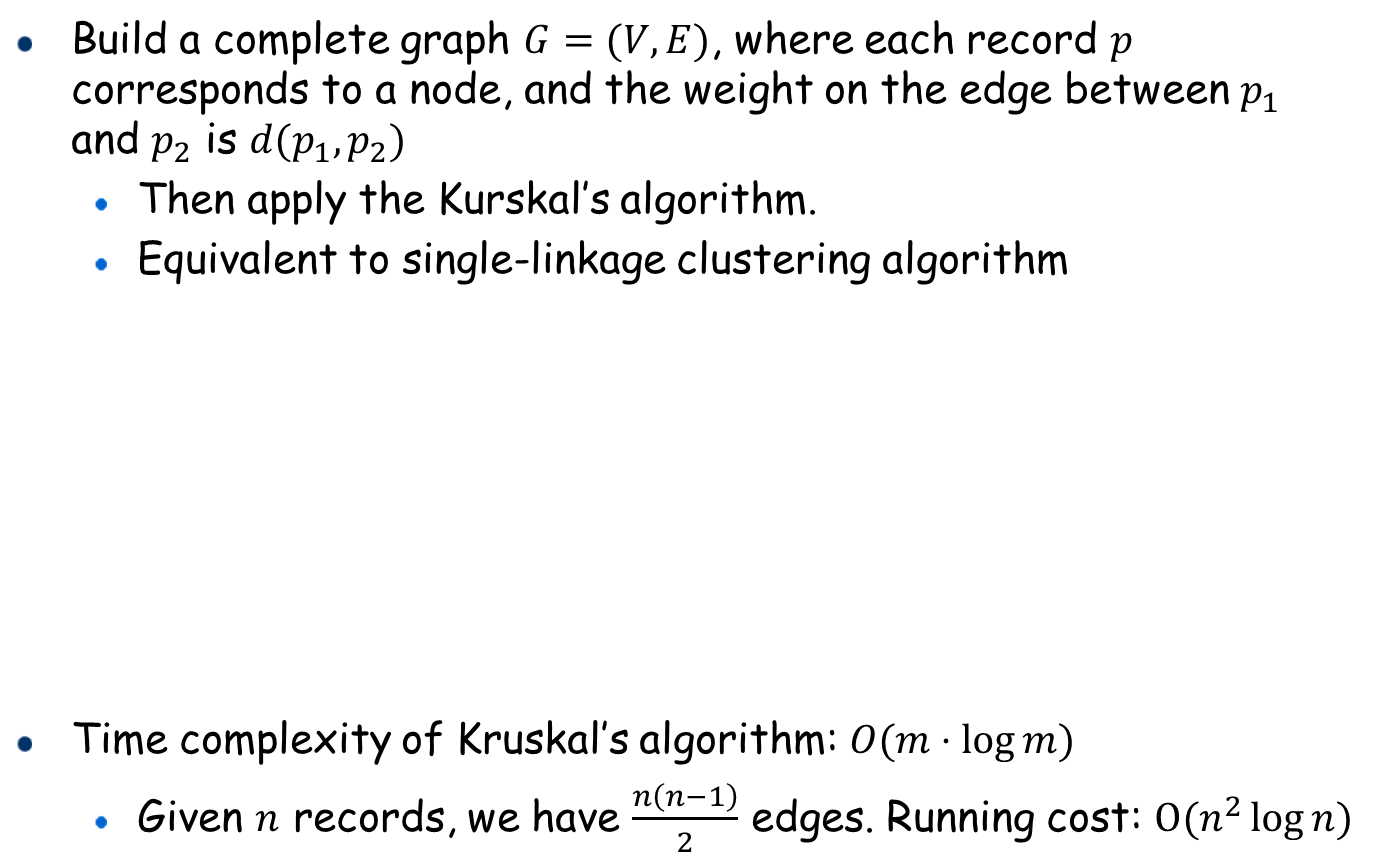 • Build a complete graph G = (V, E), where each record p
corresponds to a node, and the weight on the edge between p₁
and p₂ is d(p₁, p₂)
• Then apply the Kurskal's algorithm.
• Equivalent to single-linkage clustering algorithm
• Time complexity of Kruskal's algorithm: O(m · log m)
• Given n records, we have n(n−1)/2 edges. Running cost: O(n² log n)